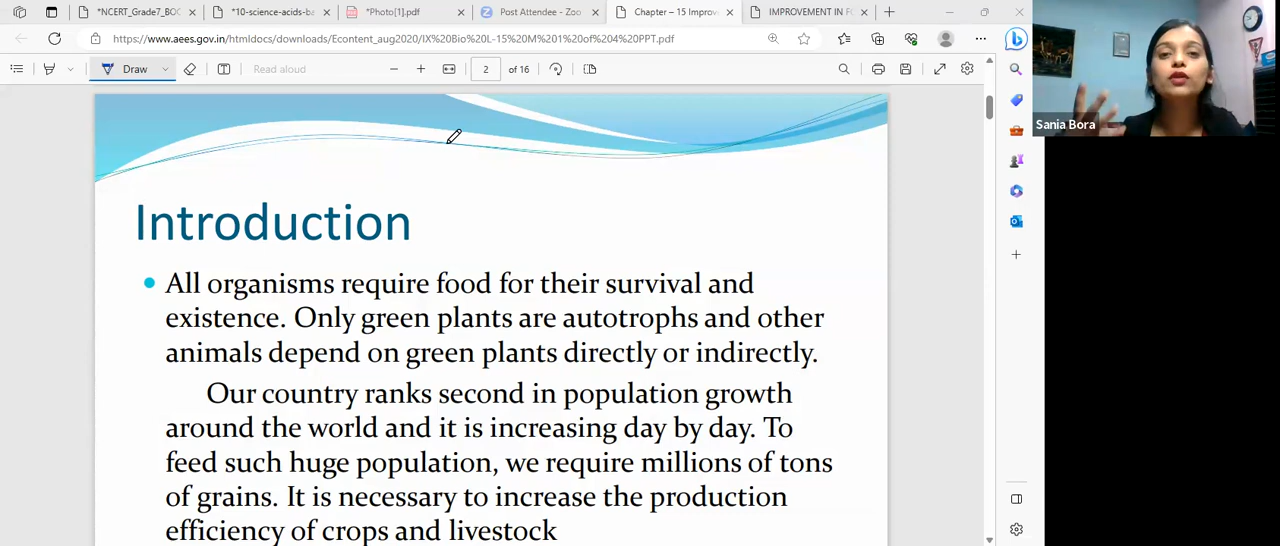 *NCERT_Grade7_BOO
*10-science-acids-ba
*Photo[1].pdf
Post Attendee - Zoo
Chapter – 15 Improv
IMPROVEMENT IN FO
https://www.aees.gov.in/htmldocs/downloads/Econtent_aug2020/IX%20Bio%20L-15%20M%201%20of%204%20PPT.pdf
Draw
Read aloud
2 of 16
Sania Bora
Introduction
All organisms require food for their survival and
existence. Only green plants are autotrophs and other
animals depend on green plants directly or indirectly.
Our country ranks second in population growth
around the world and it is increasing day by day. To
feed such huge population, we require millions of tons
of grains. It is necessary to increase the production
efficiency of crops and livestock